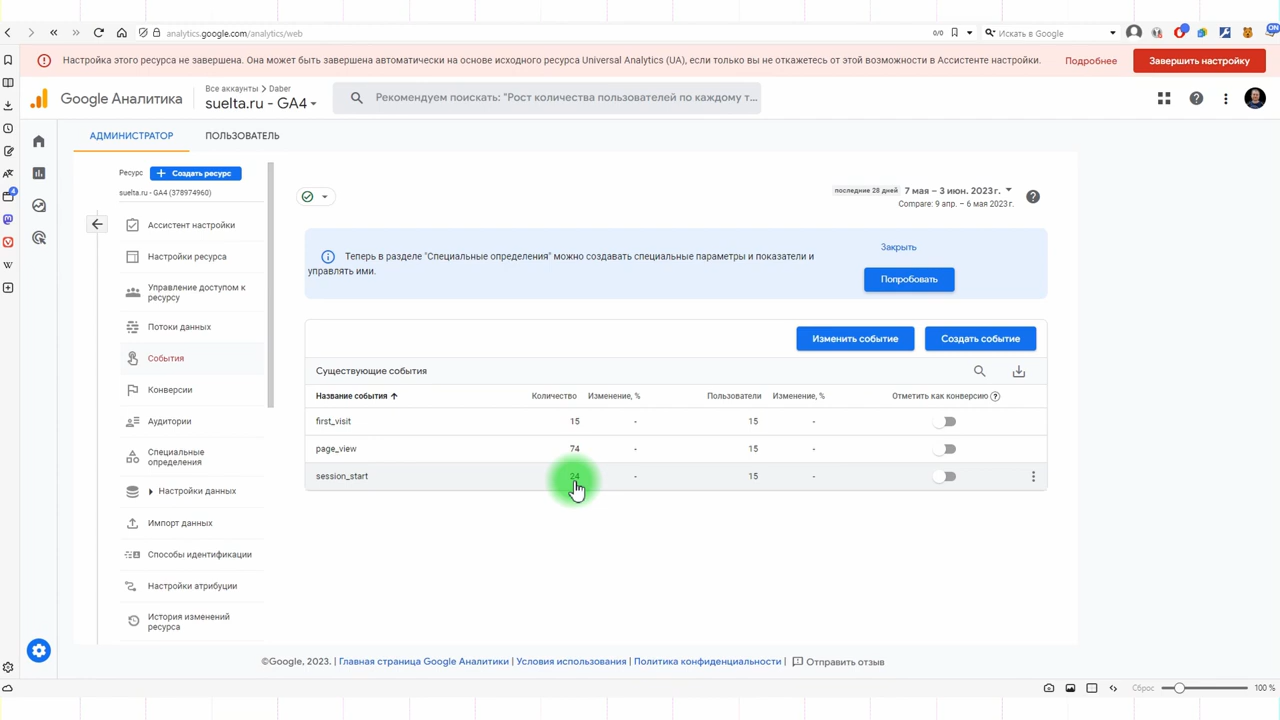 analytics.google.com/analytics/web
0/0
Искать в Google
ON
Настройка этого ресурса не завершена. Она может быть завершена автоматически на основе исходного ресурса Universal Analytics (UA), если только вы не откажетесь от этой возможности в Ассистенте настройки.
Подробнее
Завершить настройку
Google Аналитика
Все аккаунты > Daber
suelta.ru - GA4
Рекомендуем поискать: "Рост количества пользователей по каждому т...
АДМИНИСТРАТОР
ПОЛЬЗОВАТЕЛЬ
Ресурс
Создать ресурс
suelta.ru - GA4 (378974960)
Ассистент настройки
Настройки ресурса
Управление доступом к
ресурсу
Потоки данных
События
Конверсии
Аудитории
Специальные
определения
Настройки данных
Импорт данных
Способы идентификации
Настройки атрибуции
История изменений
ресурса
последние 28 дней
7 мая – 3 июн. 2023 г.
Compare: 9 апр. – 6 мая 2023 г.
Теперь в разделе "Специальные определения" можно создавать специальные параметры и показатели и
управлять ими.
Закрыть
Попробовать
Изменить событие
Создать событие
Существующие события
Название события
Количество
Изменение, %
Пользователи
Изменение, %
Отметить как конверсию
first_visit 15 - 15 -
page_view 74 - 15 -
session_start 24 - 15 -
©Google, 2023. | Главная страница Google Аналитики | Условия использования | Политика конфиденциальности | Отправить отзыв
Сброс
100 %